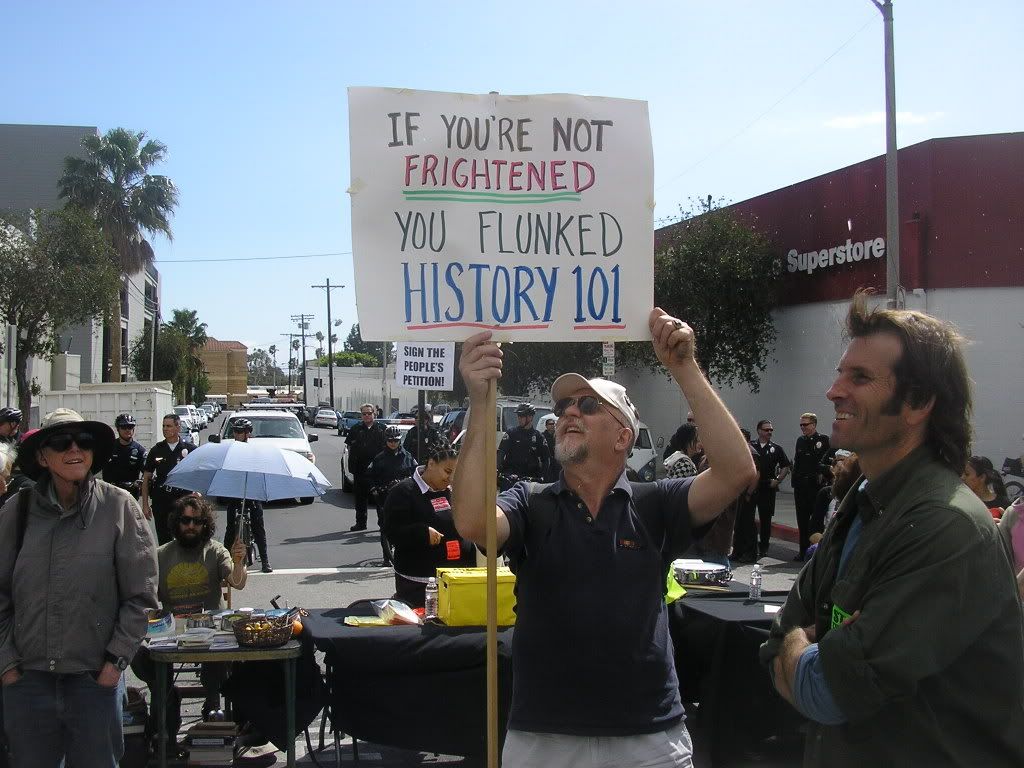 IF YOU'RE NOT
FRIGHTENED
YOU FLUNKED
HISTORY 101
Superstore
SIGN THE
PEOPLE'S
PETITION!